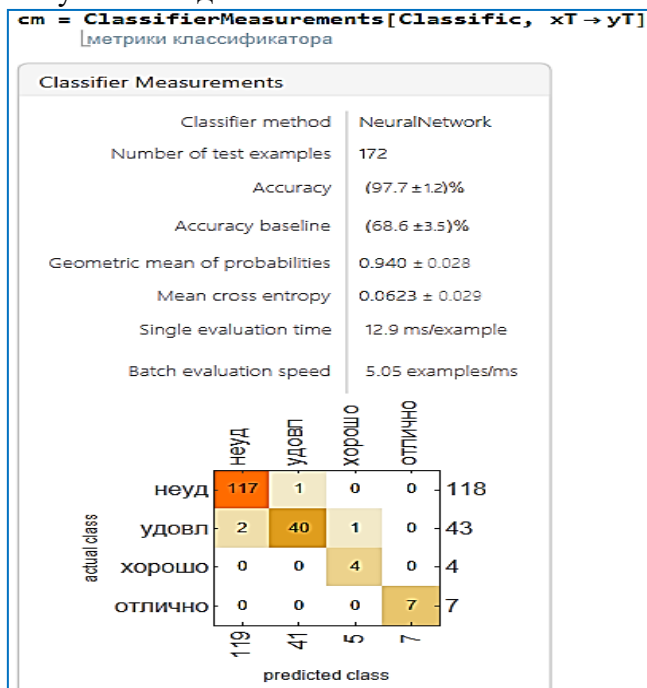 cm = ClassifierMeasurements[Classific, xT → yT]
метрики классификатора
Classifier Measurements
Classifier method NeuralNetwork
Number of test examples 172
Accuracy (97.7 ±1.2)%
Accuracy baseline (68.6 ±3.5)%
Geometric mean of probabilities 0.940 ± 0.028
Mean cross entropy 0.0623 ± 0.029
Single evaluation time 12.9 ms/example
Batch evaluation speed 5.05 examples/ms
неуд удовл хорошо отлично
неуд 117 1 0 0 118
удовл 2 40 1 0 43
хорошо 0 0 4 0 4
отлично 0 0 0 7 7
119 41 5 7
actual class
predicted class